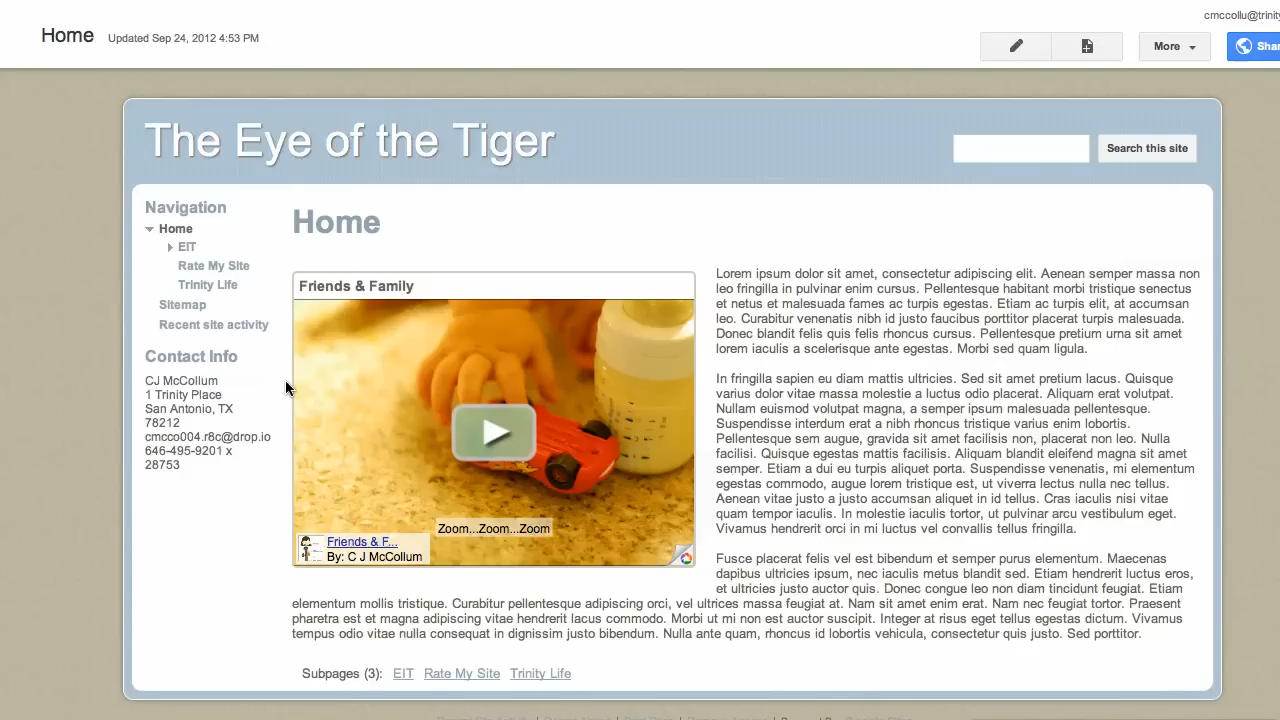 cmccollu@trinity
Home Updated Sep 24, 2012 4:53 PM
More
Shar
The Eye of the Tiger
Search this site
Navigation
Home
EIT
Rate My Site
Trinity Life
Sitemap
Recent site activity
Contact Info
CJ McCollum
1 Trinity Place
San Antonio, TX
78212
cmcco004.r8c@drop.io
646-495-9201 x
28753
Home
Friends & Family
Zoom...Zoom...Zoom
Friends & F...
By: C J McCollum
Lorem ipsum dolor sit amet, consectetur adipiscing elit. Aenean semper massa non
leo fringilla in pulvinar enim cursus. Pellentesque habitant morbi tristique senectus
et netus et malesuada fames ac turpis egestas. Etiam ac turpis elit, at accumsan
leo. Curabitur venenatis nibh id justo faucibus porttitor placerat turpis malesuada.
Donec blandit felis quis felis rhoncus cursus. Pellentesque pretium urna sit amet
lorem iaculis a scelerisque ante egestas. Morbi sed quam ligula.
In fringilla sapien eu diam mattis ultricies. Sed sit amet pretium lacus. Quisque
varius dolor vitae massa molestie a luctus odio placerat. Aliquam erat volutpat.
Nullam euismod volutpat magna, a semper ipsum malesuada pellentesque.
Suspendisse interdum erat a nibh rhoncus varius enim lobortis.
Pellentesque sem augue, gravida sit amet facilisis non, placerat non leo. Nulla
facilisi. Quisque egestas mattis facilisis. Aliquam blandit eleifend magna sit amet
semper. Etiam a dui eu turpis aliquet porta. Suspendisse venenatis, mi elementum
egestas commodo, augue lorem tristique est, ut viverra lectus nulla nec tellus.
Aenean vitae justo a justo accumsan aliquet in id tellus. Cras iaculis nisi vitae
quam tempor iaculis. In molestie iaculis tortor, ut pulvinar arcu vestibulum eget.
Vivamus hendrerit orci in mi luctus vel convallis tellus fringilla.
Fusce placerat felis vel est bibendum et semper purus elementum. Maecenas
dapibus ultricies ipsum, nec iaculis metus blandit sed. Etiam hendrerit luctus eros,
et ultricies justo auctor quis. Donec congue leo non diam tincidunt feugiat. Etiam
elementum mollis tristique. Curabitur pellentesque adipiscing orci, vel ultrices massa feugiat at. Nam sit amet enim erat. Nam nec feugiat tortor. Praesent
pharetra est et magna adipiscing vitae hendrerit lacus commodo. Morbi ut mi non est auctor suscipit. Integer at risus eget tellus egestas dictum. Vivamus
tempus odio vitae nulla consequat in dignissim justo bibendum. Nulla ante quam, rhoncus id lobortis vehicula, consectetur quis justo. Sed porttitor.
Subpages (3): EIT Rate My Site Trinity Life